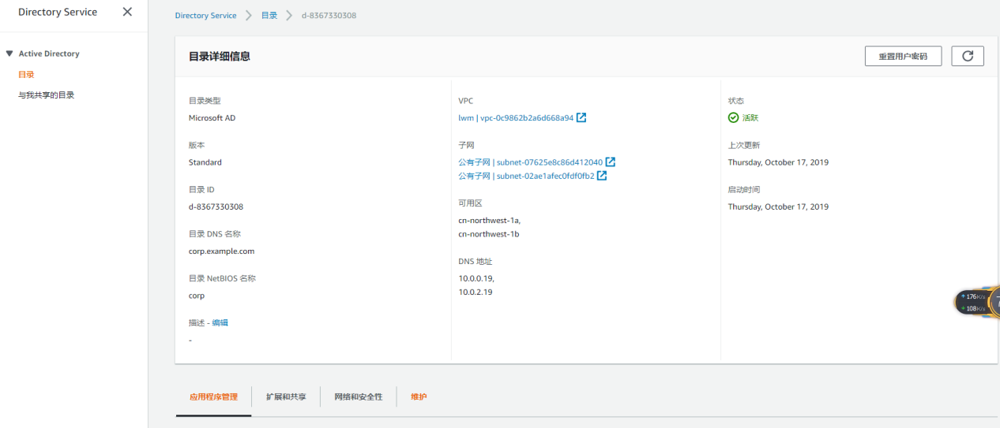 Directory Service
Active Directory
目录
与我共享的目录
Directory Service 目录 d-8367330308
目录详细信息
重置用户密码
目录类型
Microsoft AD
版本
Standard
目录 ID
d-8367330308
目录 DNS 名称
corp.example.com
目录 NetBIOS 名称
corp
描述 - 编辑
-
VPC
lwm | vpc-0c9862b2a6d668a94
子网
公有子网 | subnet-07625e8c86d412040
公有子网 | subnet-02ae1afec0fdf0fb2
可用区
cn-northwest-1a,
cn-northwest-1b
DNS 地址
10.0.0.19,
10.0.2.19
状态
活跃
上次更新
Thursday, October 17, 2019
启动时间
Thursday, October 17, 2019
176K/s
108K/s
应用程序管理 扩展和共享 网络和安全性 维护